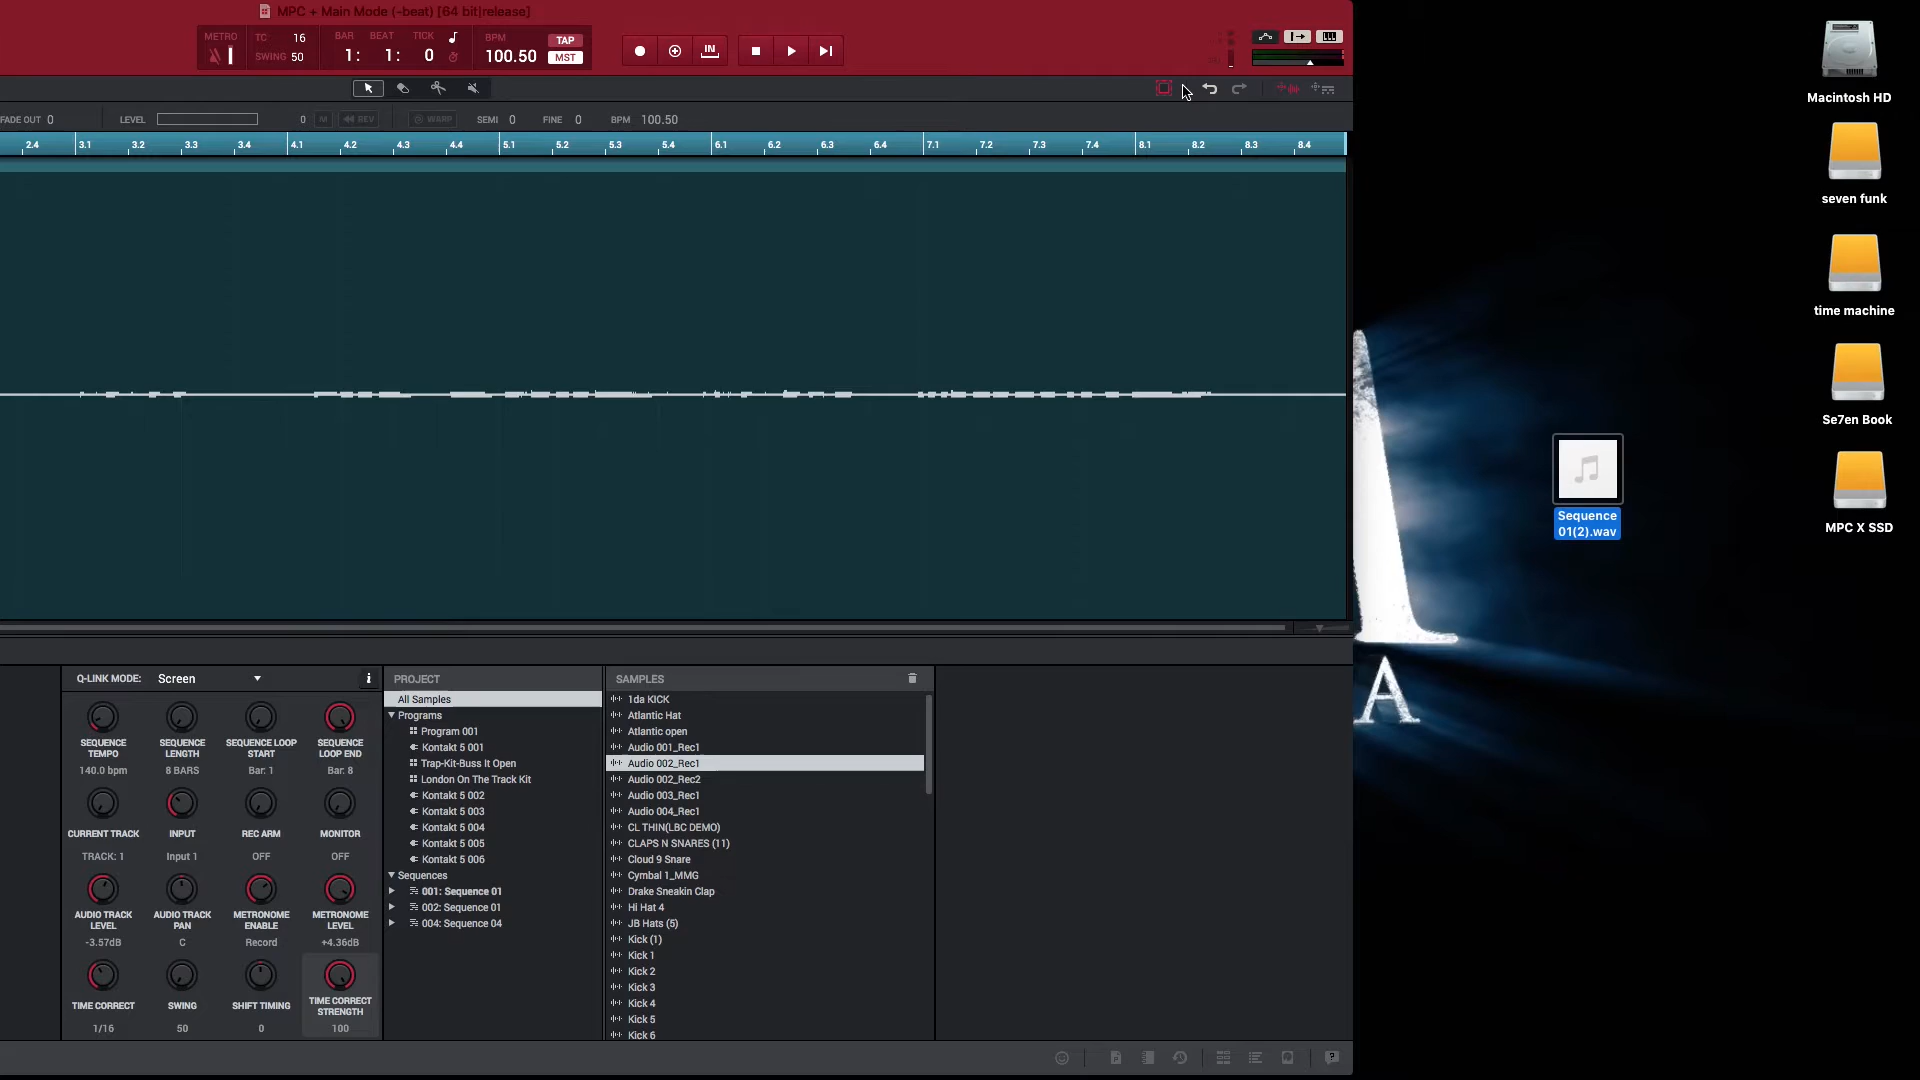 MPC + Main Mode (-beat) [64 bit|release]
METRO
TC 16
SWING 50
BAR BEAT TICK
1: 1: 0
BPM
100.50
TAP
MST
IN
FADE OUT 0
LEVEL 0
M
REV
WARP
SEMI 0
FINE 0
BPM 100.50
2.4 3.1 3.2 3.3 3.4 4.1 4.2 4.3 4.4 5.1 5.2 5.3 5.4 6.1 6.2 6.3 6.4 7.1 7.2 7.3 7.4 8.1 8.2 8.3 8.4
Macintosh HD
seven funk
time machine
Se7en Book
MPC X SSD
Sequence
01(2).wav
A
Q-LINK MODE: Screen
i
SEQUENCE TEMPO
140.0 bpm
SEQUENCE LENGTH
8 BARS
SEQUENCE LOOP START
Bar: 1
SEQUENCE LOOP END
Bar: 8
CURRENT TRACK
TRACK: 1
INPUT
Input 1
REC ARM
OFF
MONITOR
OFF
AUDIO TRACK LEVEL
-3.57dB
AUDIO TRACK PAN
C
METRONOME ENABLE
Record
METRONOME LEVEL
+4.36dB
TIME CORRECT
1/16
SWING
50
SHIFT TIMING
0
TIME CORRECT STRENGTH
100
PROJECT
All Samples
Programs
Program 001
Kontakt 5 001
Trap-Kit-Buss It Open
London On The Track Kit
Kontakt 5 002
Kontakt 5 003
Kontakt 5 004
Kontakt 5 005
Kontakt 5 006
Sequences
001: Sequence 01
002: Sequence 01
004: Sequence 04
SAMPLES
1da KICK
Atlantic Hat
Atlantic open
Audio 001_Rec1
Audio 002_Rec1
Audio 002_Rec2
Audio 003_Rec1
Audio 004_Rec1
CL THIN(LBC DEMO)
CLAPS N SNARES (11)
Cloud 9 Snare
Cymbal 1_MMG
Drake Sneakin Clap
Hi Hat 4
JB Hats (5)
Kick (1)
Kick 1
Kick 2
Kick 3
Kick 4
Kick 5
Kick 6